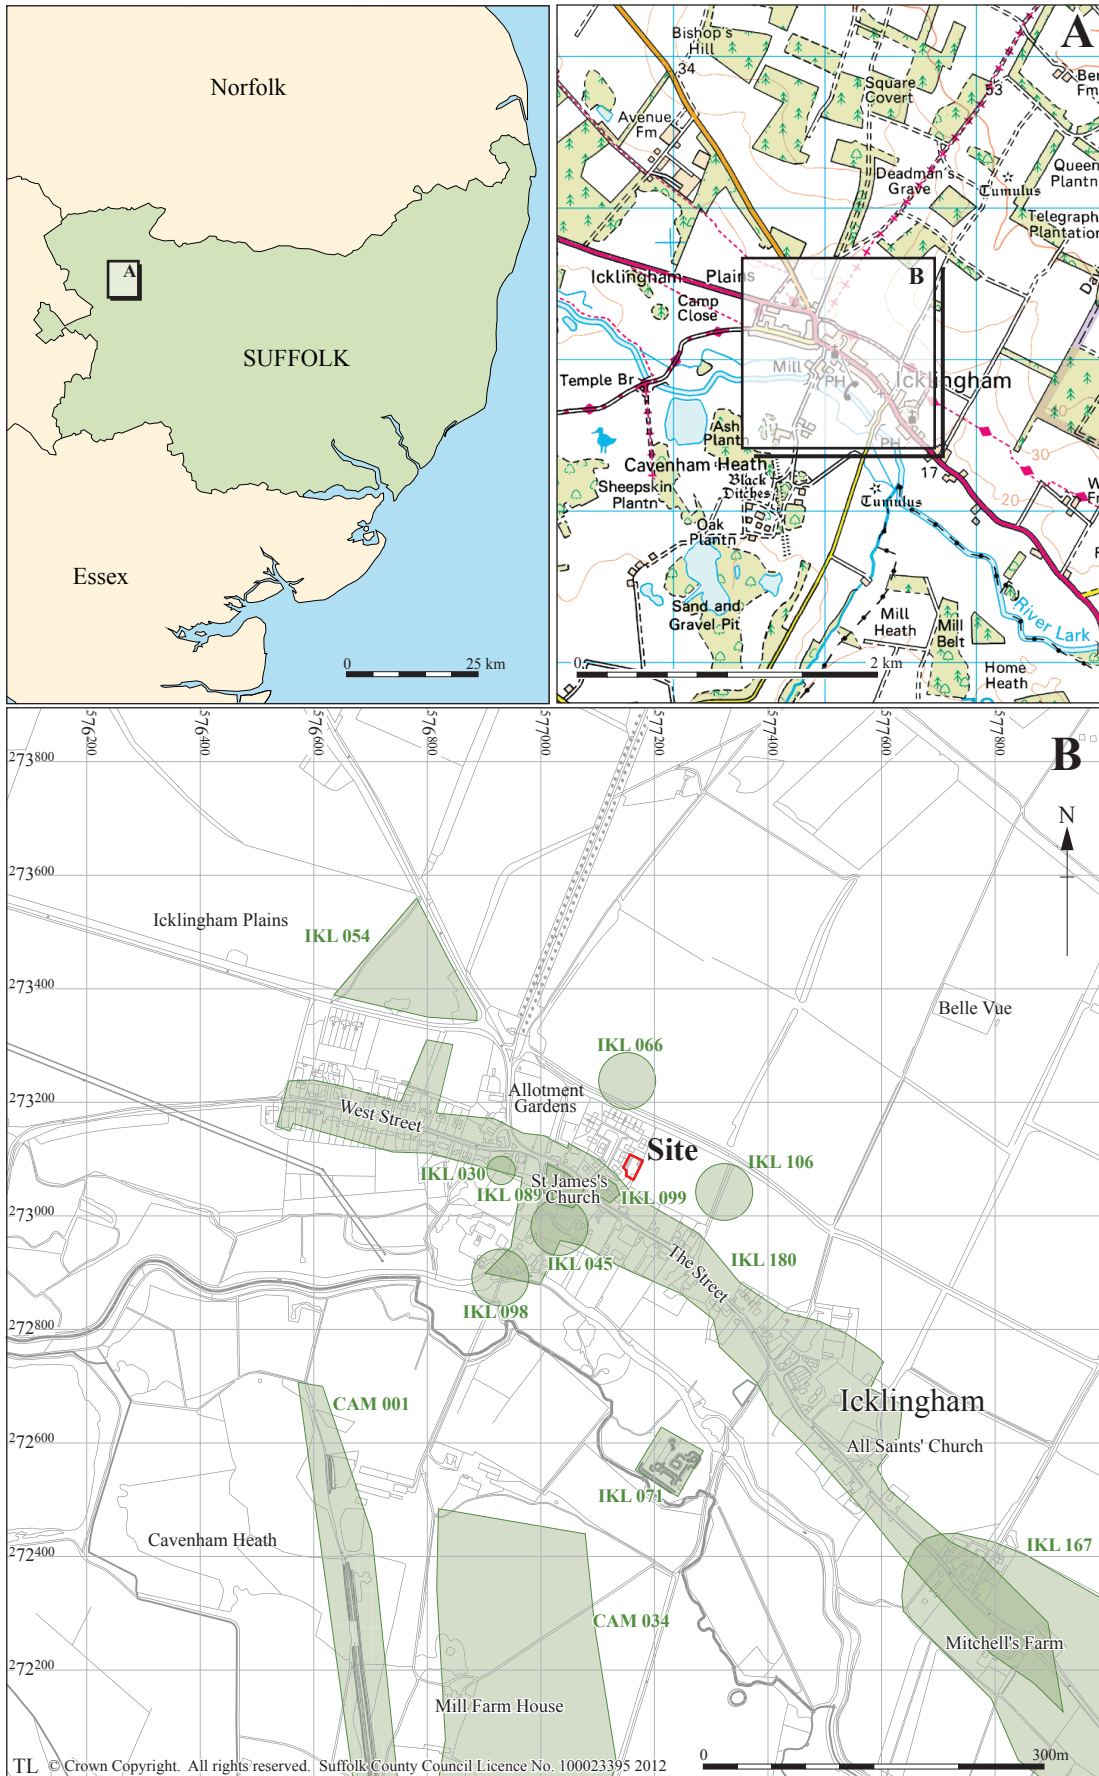 Norfolk
A
SUFFOLK
Essex
0 25 km
A
Bishop's
Hill
34
Square
Covert
53
Avenue
Fm
Deadman's
Grave
Tumulus
Queen
Plantn
Telegraph
Plantation
Icklingham Plains
B
Camp
Close
Mill
PH
Icklingham
Temple Br
Ash
Plantn
PH
Cavenham Heath
17
30
40
Sheepskin
Plantn
Black
Ditches
Tumulus
20
Oak
Plantn
Sand and
Gravel Pit
Mill
Heath
Mill
Belt
River Lark
Home
Heath
0 2 km
B
576200
576400
576600
576800
577000
577200
577400
577600
577800
273800
N
273600
Icklingham Plains
IKL 054
273400
Belle Vue
IKL 066
Allotment
Gardens
273200
West Street
Site
IKL 030
IKL 106
IKL 089
St James's
Church
IKL 099
273000
IKL 045
The Street
IKL 180
IKL 098
272800
CAM 001
Icklingham
272600
All Saints' Church
IKL 071
Cavenham Heath
IKL 167
272400
CAM 034
Mitchell's Farm
272200
Mill Farm House
0 300m
TL © Crown Copyright. All rights reserved. Suffolk County Council Licence No. 100023395 2012